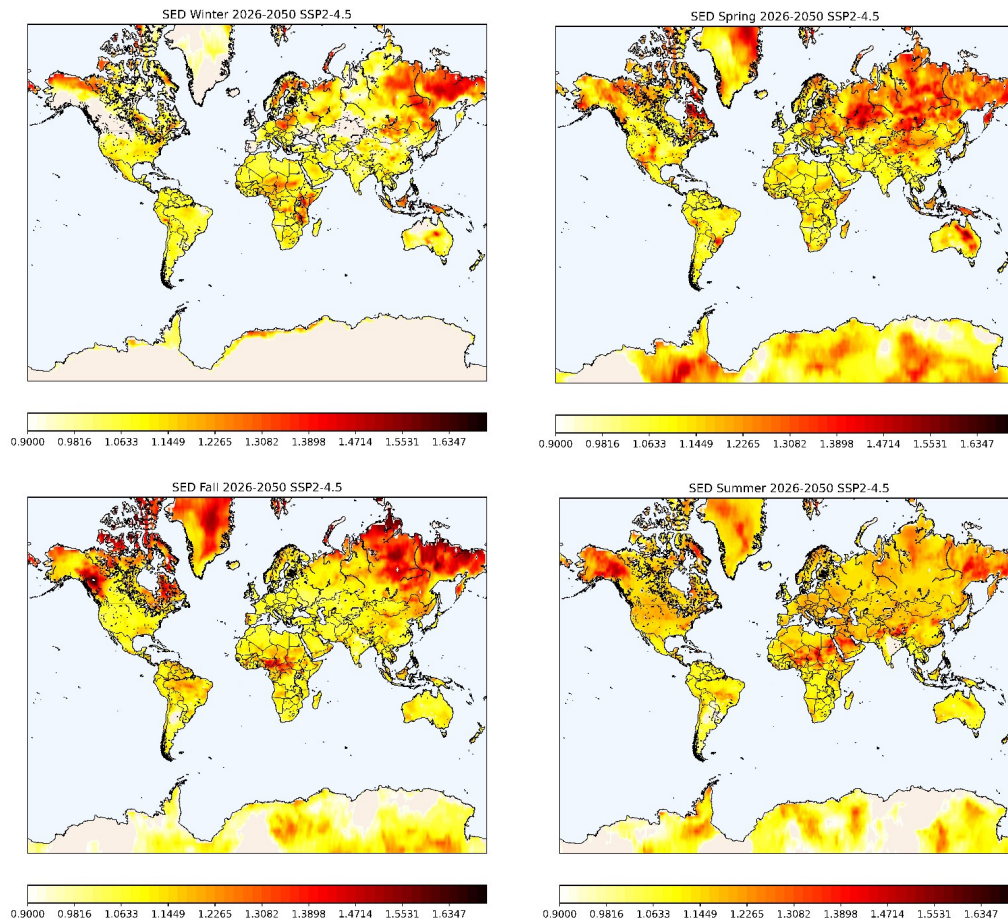 SED Winter 2026-2050 SSP2-4.5
SED Spring 2026-2050 SSP2-4.5
0.9000 0.9816 1.0633 1.1449 1.2265 1.3082 1.3898 1.4714 1.5531 1.6347
0.9000 0.9816 1.0633 1.1449 1.2265 1.3082 1.3898 1.4714 1.5531 1.6347
SED Fall 2026-2050 SSP2-4.5
SED Summer 2026-2050 SSP2-4.5
0.9000 0.9816 1.0633 1.1449 1.2265 1.3082 1.3898 1.4714 1.5531 1.6347
0.9000 0.9816 1.0633 1.1449 1.2265 1.3082 1.3898 1.4714 1.5531 1.6347